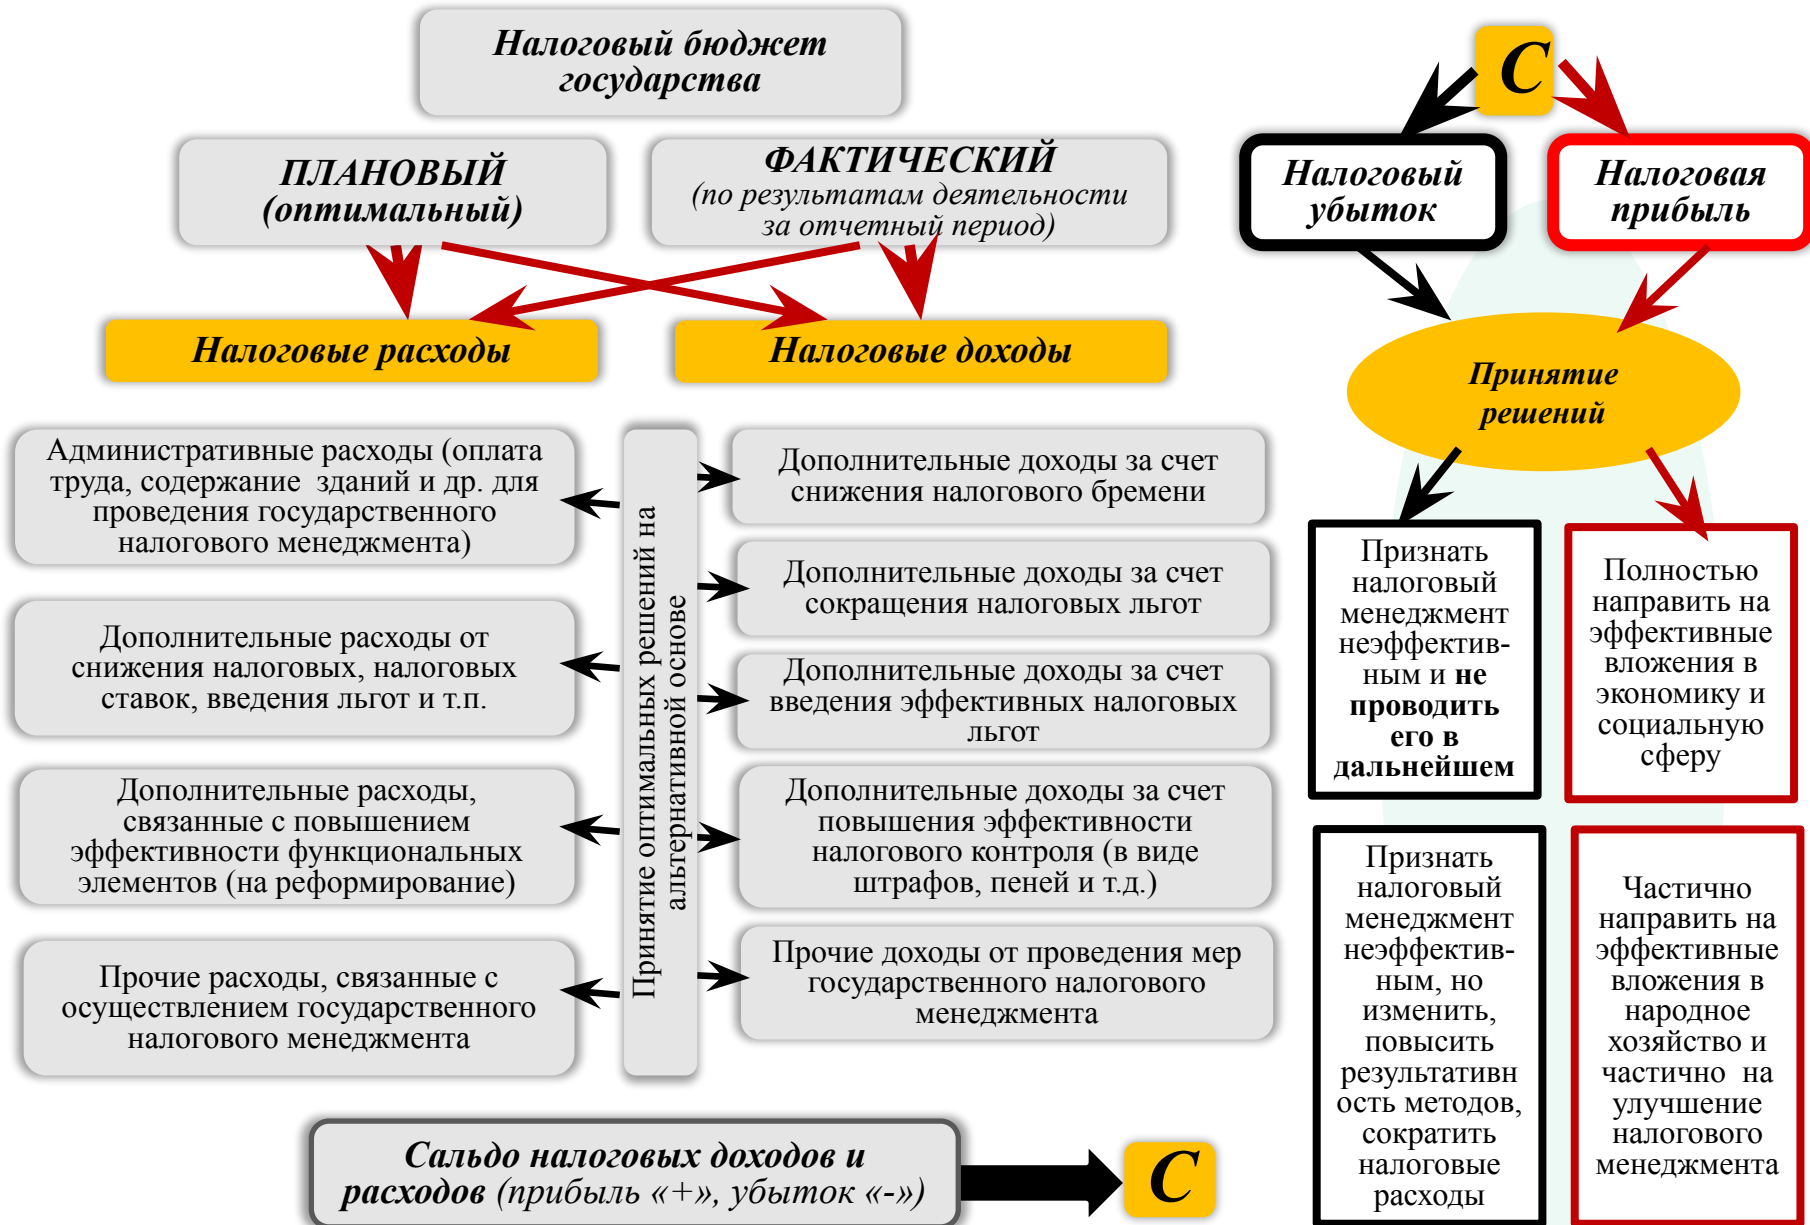 Налоговый бюджет
государства
ПЛАНОВЫЙ
(оптимальный)
ФАКТИЧЕСКИЙ
(по результатам деятельности
за отчетный период)
Налоговые расходы
Налоговые доходы
Административные расходы (оплата
труда, содержание зданий и др. для
проведения государственного
налогового менеджмента)
Дополнительные расходы от
снижения налоговых, налоговых
ставок, введения льгот и т.п.
Дополнительные расходы,
связанные с повышением
эффективности функциональных
элементов (на реформирование)
Прочие расходы, связанные с
осуществлением государственного
налогового менеджмента
Принятие оптимальных решений на
альтернативной основе
Дополнительные доходы за счет
снижения налогового бремени
Дополнительные доходы за счет
сокращения налоговых льгот
Дополнительные доходы за счет
введения эффективных налоговых
льгот
Дополнительные доходы за счет
повышения эффективности
налогового контроля (в виде
штрафов, пеней и т.д.)
Прочие доходы от проведения мер
государственного налогового
менеджмента
Сальдо налоговых доходов и
расходов (прибыль «+», убыток «-»)
С
С
Налоговый
убыток
Налоговая
прибыль
Принятие
решений
Признать
налоговый
менеджмент
неэффектив-
ным и не
проводить
его в
дальнейшем
Полностью
направить на
эффективные
вложения в
экономику и
социальную
сферу
Признать
налоговый
менеджмент
неэффектив-
ным, но
изменить,
повысить
результативн
ость методов,
сократить
налоговые
расходы
Частично
направить на
эффективные
вложения в
народное
хозяйство и
частично на
улучшение
налогового
менеджмента